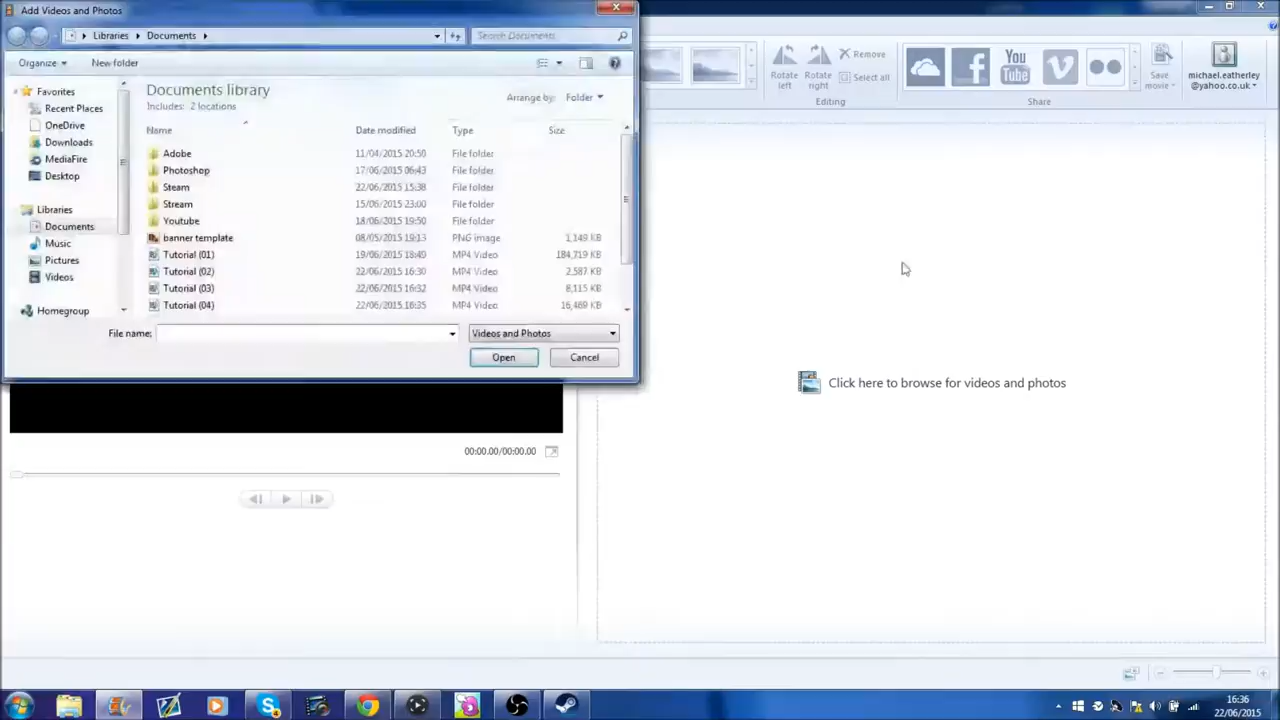 Add Videos and Photos
Libraries Documents
Search Documents
Organize New folder
Rotate left
Rotate right
Remove
Select all
Editing
You Tube
Share
Save movie
michael.eatherley @yahoo.co.uk
Favorites
Recent Places
OneDrive
Downloads
MediaFire
Desktop
Libraries
Documents
Music
Pictures
Videos
Homegroup
Documents library
Includes: 2 locations
Arrange by: Folder
Name Date modified Type Size
Adobe 11/04/2015 20:50 File folder
Photoshop 17/06/2015 06:43 File folder
Steam 22/06/2015 15:38 File folder
Stream 15/06/2015 23:00 File folder
Youtube 18/06/2015 19:50 File folder
banner template 08/05/2015 19:13 PNG image 1,149 KB
Tutorial (01) 19/06/2015 18:49 MP4 Video 184,719 KB
Tutorial (02) 22/06/2015 16:30 MP4 Video 2,587 KB
Tutorial (03) 22/06/2015 16:32 MP4 Video 8,115 KB
Tutorial (04) 22/06/2015 16:35 MP4 Video 16,469 KB
File name: Videos and Photos
Open Cancel
Click here to browse for videos and photos
00:00.00/00:00.00
16:36
22/06/2015